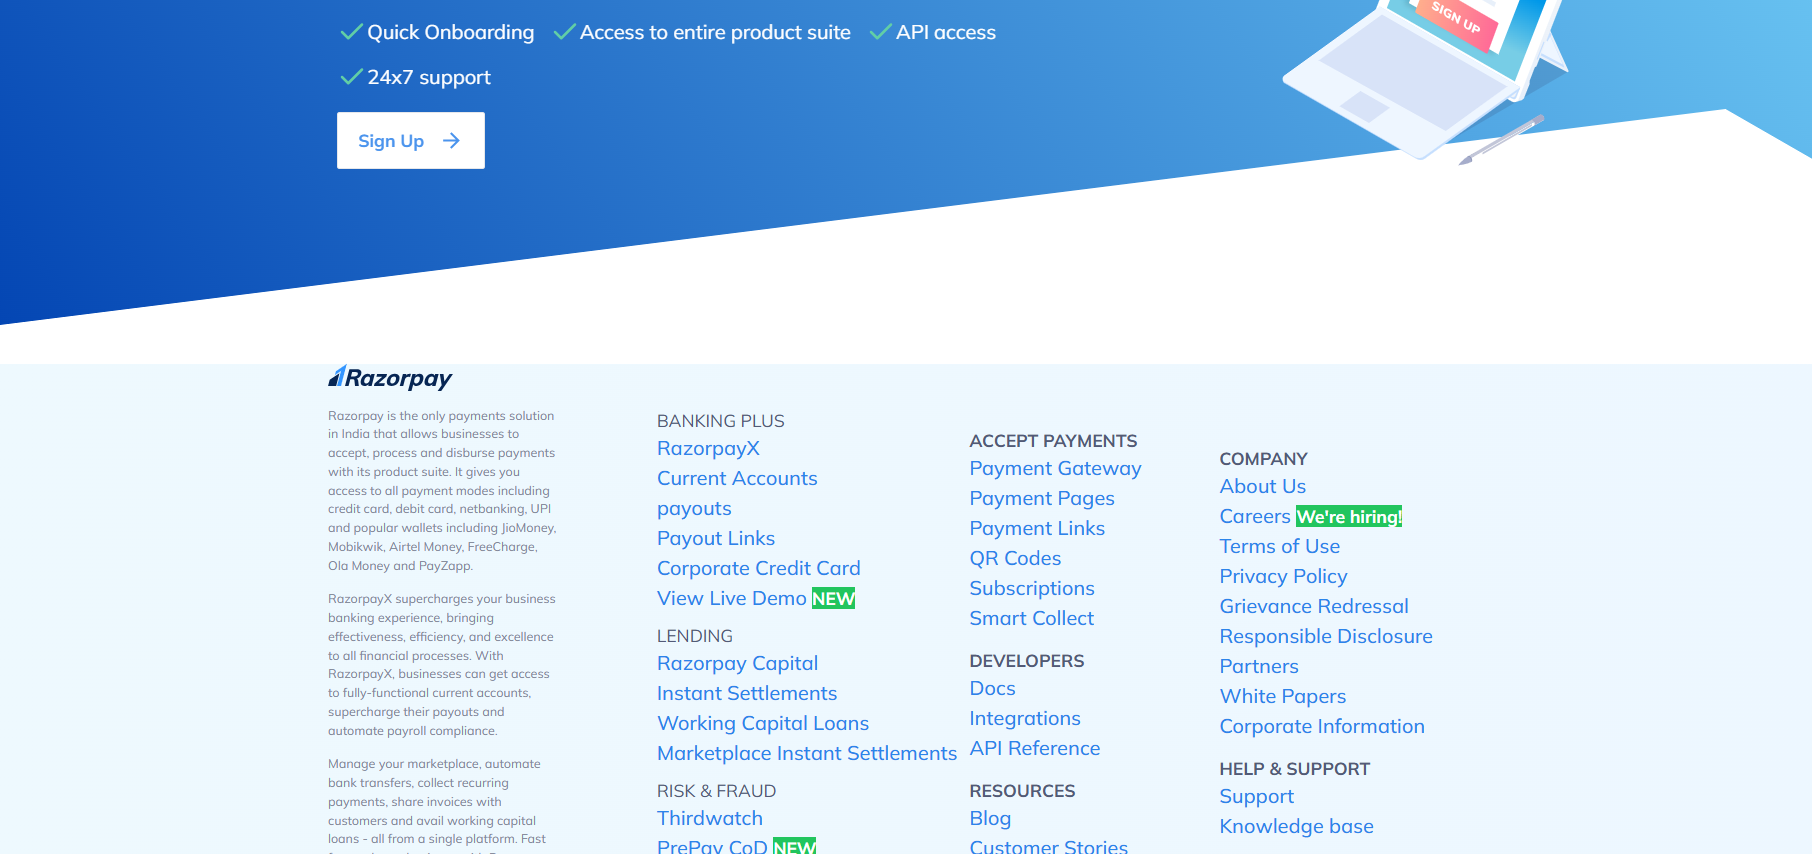 Quick Onboarding Access to entire product suite API access
24x7 support
SIGN UP
Sign Up
Razorpay
Razorpay is the only payments solution
in India that allows businesses to
accept, process and disburse payments
with its product suite. It gives you
access to all payment modes including
credit card, debit card, netbanking, UPI
and popular wallets including JioMoney,
Mobikwik, Airtel Money, FreeCharge,
Ola Money and PayZapp.
RazorpayX supercharges your business
banking experience, bringing
effectiveness, efficiency, and excellence
to all financial processes. With
RazorpayX, businesses can get access
to fully-functional current accounts,
supercharge their payouts and
automate payroll compliance.
Manage your marketplace, automate
bank transfers, collect recurring
payments, share invoices with
customers and avail working capital
loans - all from a single platform. Fast
BANKING PLUS
RazorpayX
Current Accounts
payouts
Payout Links
Corporate Credit Card
View Live Demo NEW
LENDING
Razorpay Capital
Instant Settlements
Working Capital Loans
Marketplace Instant Settlements
RISK & FRAUD
Thirdwatch
PrePay CoD NEW
ACCEPT PAYMENTS
Payment Gateway
Payment Pages
Payment Links
QR Codes
Subscriptions
Smart Collect
DEVELOPERS
Docs
Integrations
API Reference
RESOURCES
Blog
Customer Stories
COMPANY
About Us
Careers We're hiring!
Terms of Use
Privacy Policy
Grievance Redressal
Responsible Disclosure
Partners
White Papers
Corporate Information
HELP & SUPPORT
Support
Knowledge base